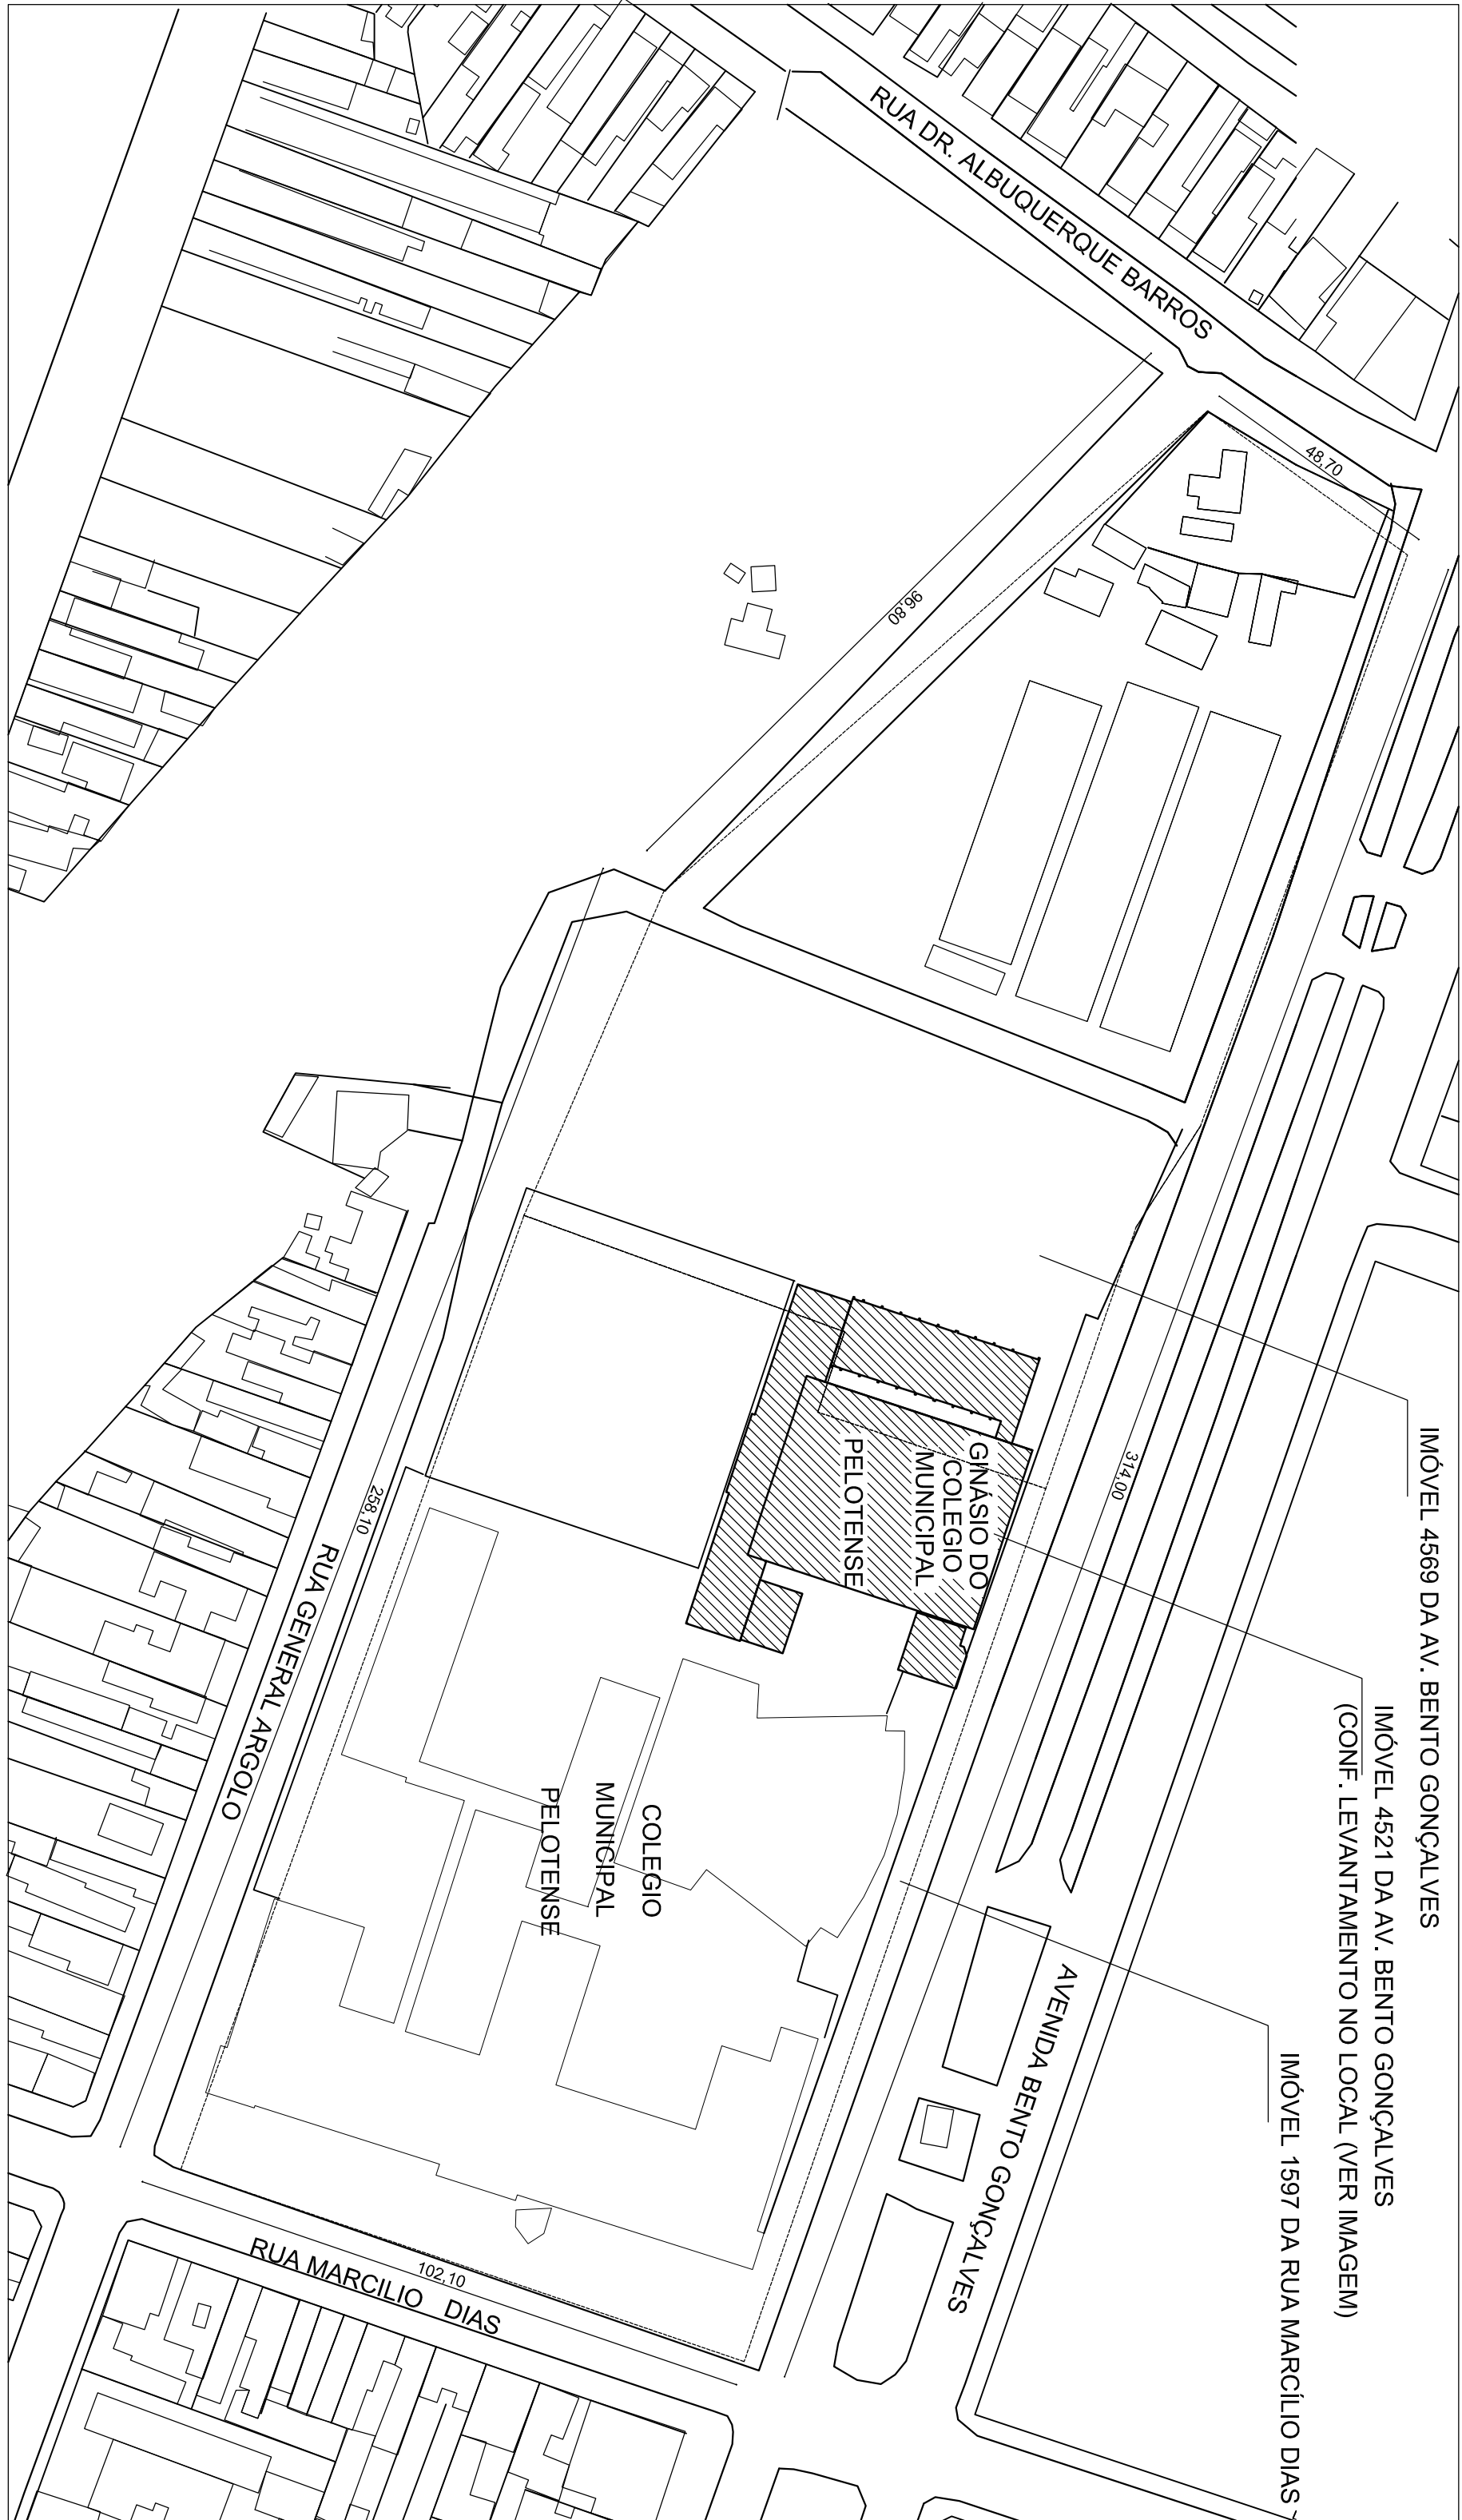 RUA DR. ALBUQUERQUE BARROS
48,70
96,80
IMÓVEL 4569 DA AV. BENTO GONÇALVES
IMÓVEL 4521 DA AV. BENTO GONÇALVES
(CONF. LEVANTAMENTO NO LOCAL (VER IMAGEM)
IMÓVEL 1597 DA RUA MARCÍLIO DIAS
314,00
GINÁSIO DO
COLEGIO
MUNICIPAL
PELOTENSE
258,10
RUA GENERAL ARGOLO
COLEGIO
MUNICIPAL
PELOTENSE
AVENIDA BENTO GONÇALVES
102,10
RUA MARCILIO DIAS